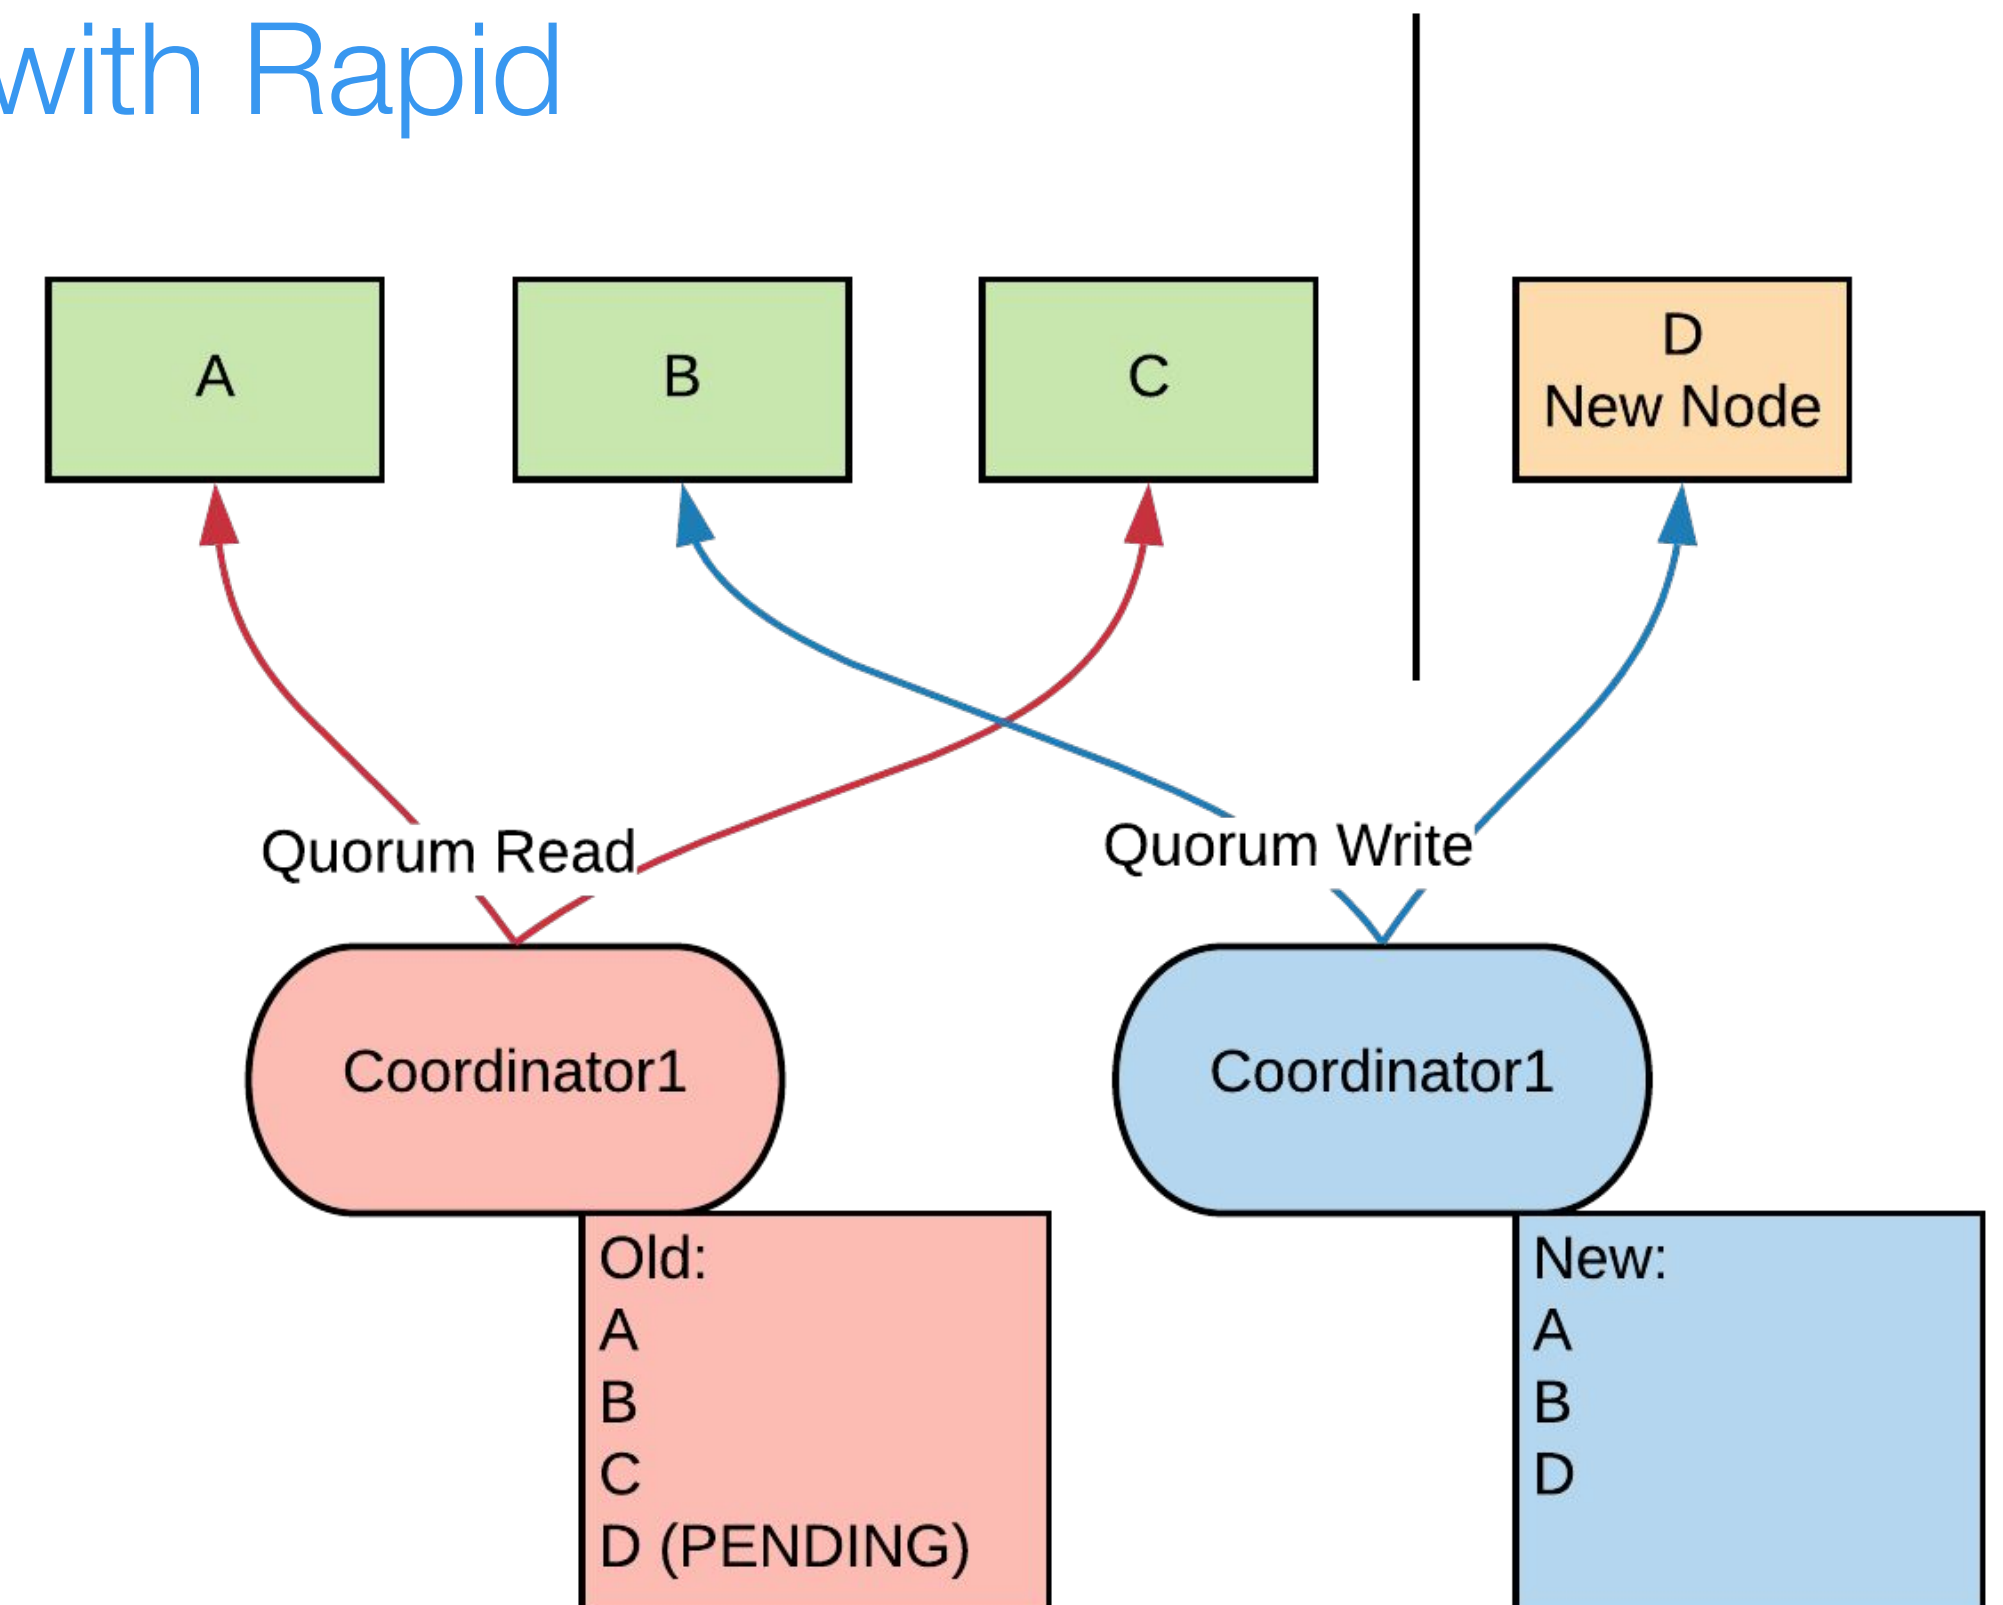 with Rapid
A
B
C
D
New Node
Quorum Read
Quorum Write
Coordinator1
Coordinator1
Old:
A
B
C
D (PENDING)
New:
A
B
D